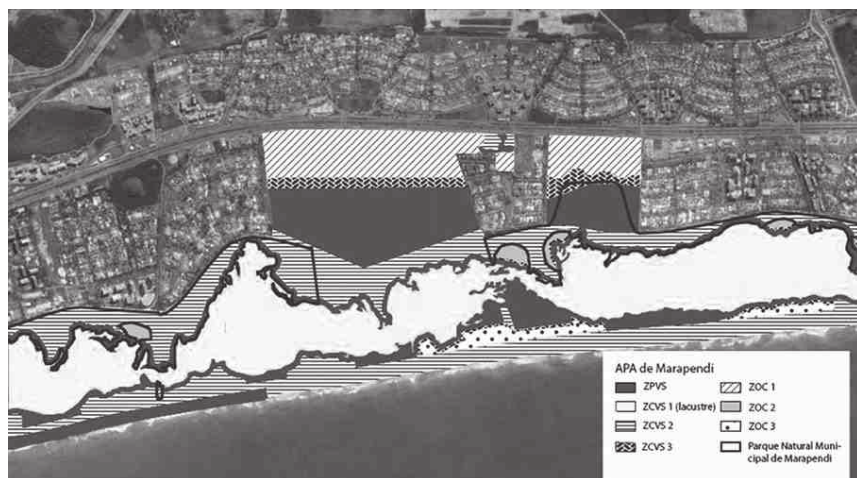 APA de Marapendi
ZPVS
ZCVS 1 (lacustre)
ZCVS 2
ZCVS 3
ZOC 1
ZOC 2
ZOC 3
Parque Natural Muni-
cipal de Marapendi